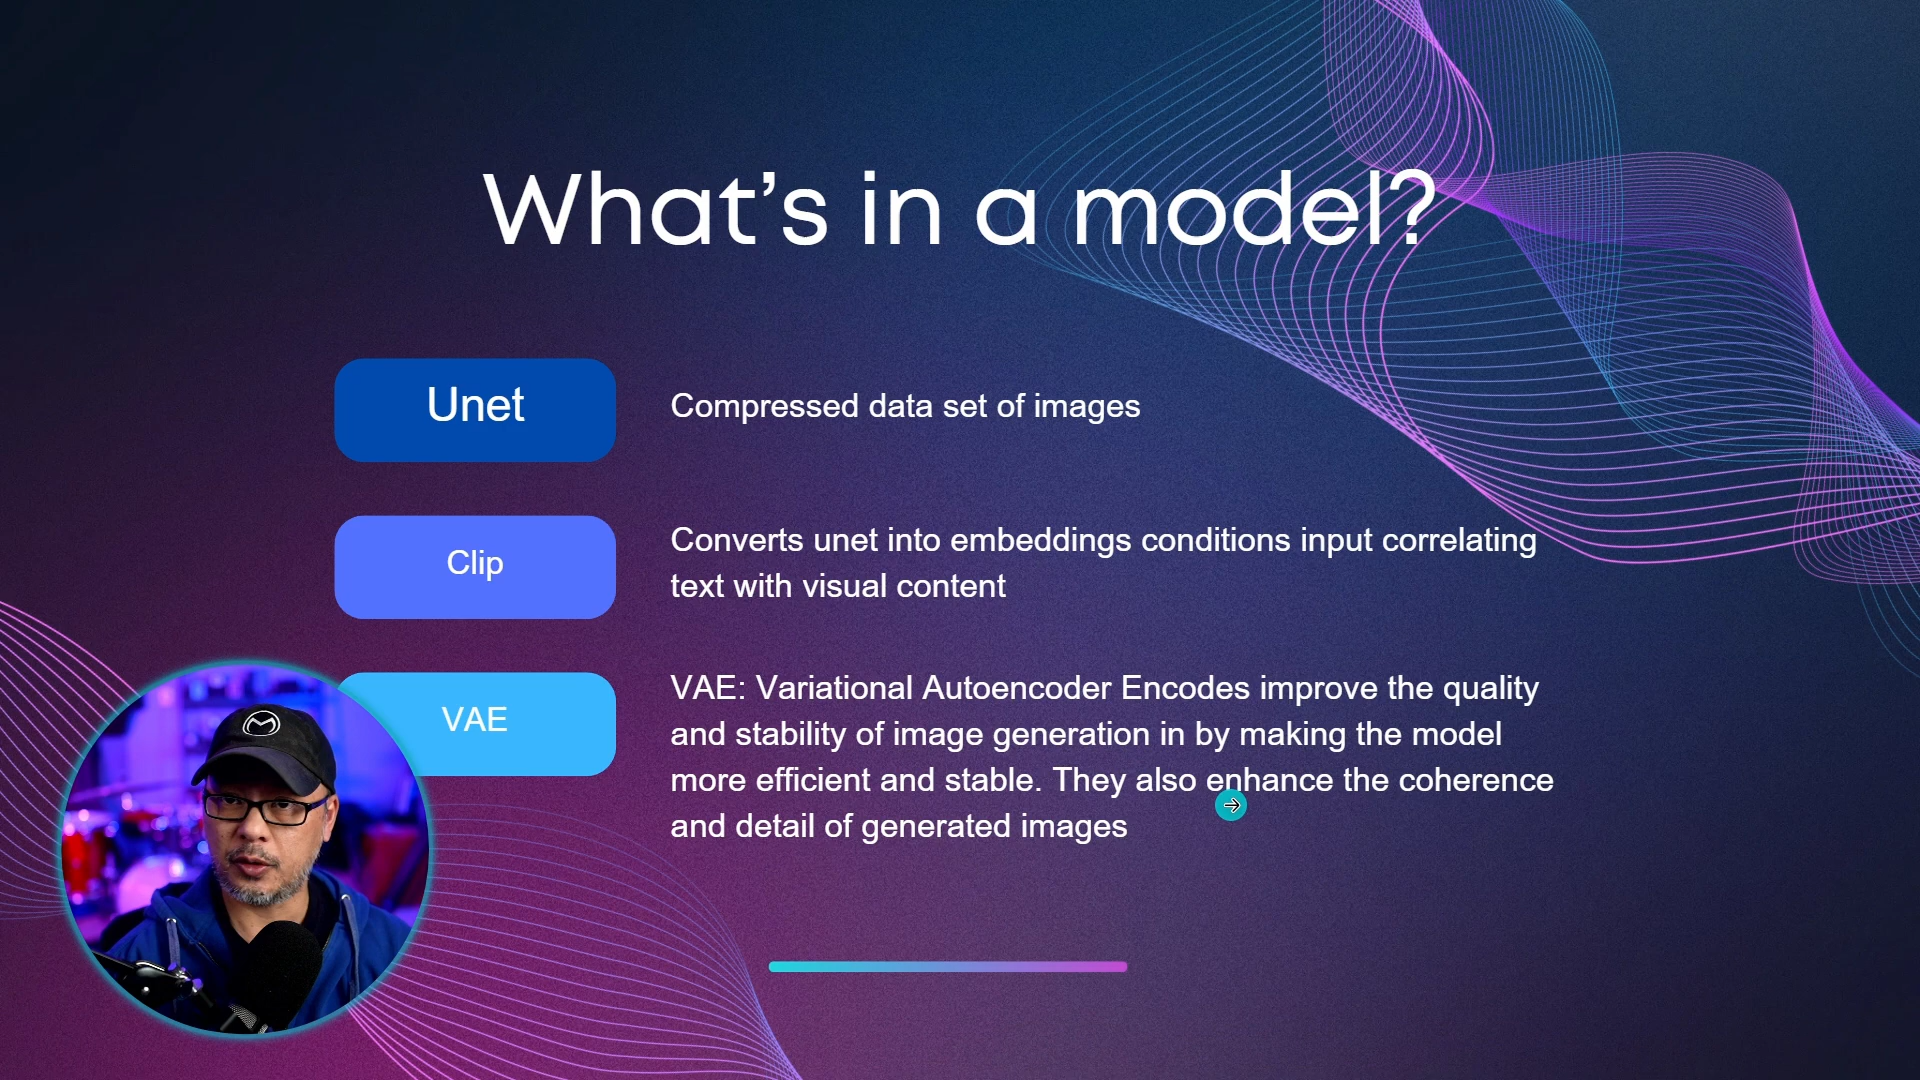 What’s in a model?
Unet
Compressed data set of images
Clip
Converts unet into embeddings conditions input correlating
text with visual content
VAE
VAE: Variational Autoencoder Encodes improve the quality
and stability of image generation in by making the model
more efficient and stable. They also enhance the coherence
and detail of generated images